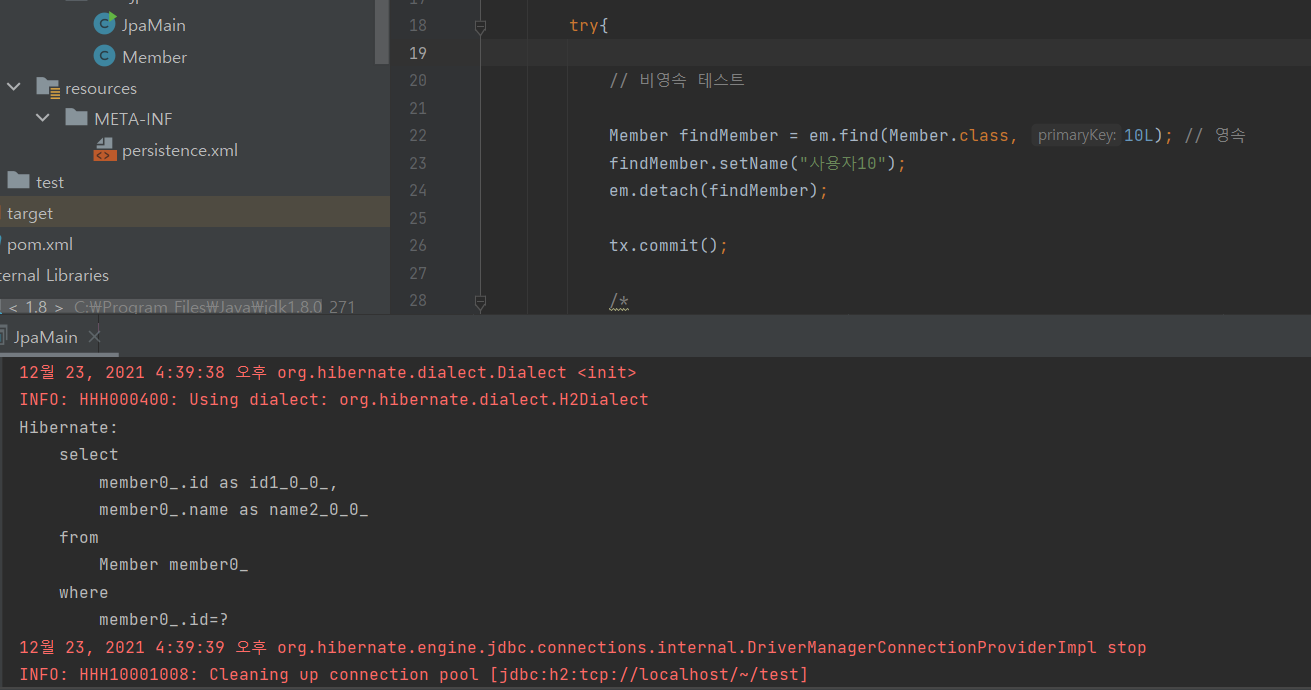 JpaMain
Member
resources
META-INF
persistence.xml
test
target
pom.xml
ernal Libraries
< 1.8 > C:₩Program Files₩Java₩jdk1.8.0_271
18 try{
19
20 // 비영속 테스트
21
22 Member findMember = em.find(Member.class, primaryKey: 10L); // 영속
23 findMember.setName("사용자10");
24 em.detach(findMember);
25
26 tx.commit();
27
28 /*
JpaMain
12월 23, 2021 4:39:38 오후 org.hibernate.dialect.Dialect <init>
INFO: HHH000400: Using dialect: org.hibernate.dialect.H2Dialect
Hibernate:
select
member0_.id as id1_0_0_,
member0_.name as name2_0_0_
from
Member member0_
where
member0_.id=?
12월 23, 2021 4:39:39 오후 org.hibernate.engine.jdbc.connections.internal.DriverManagerConnectionProviderImpl stop
INFO: HHH10001008: Cleaning up connection pool [jdbc:h2:tcp://localhost/~/test]